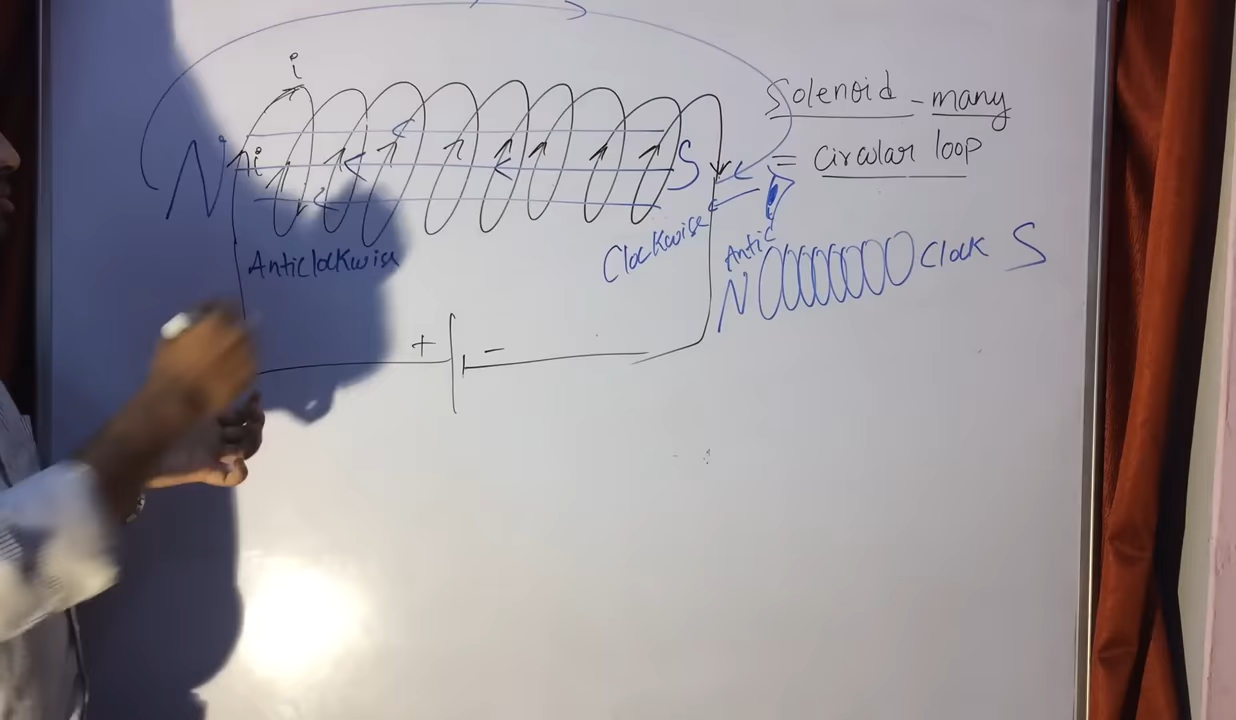 i
Solenoid - many
= circular loop
N i S
Anticlockwise
Clockwise
Antic
N Clock S
+ -